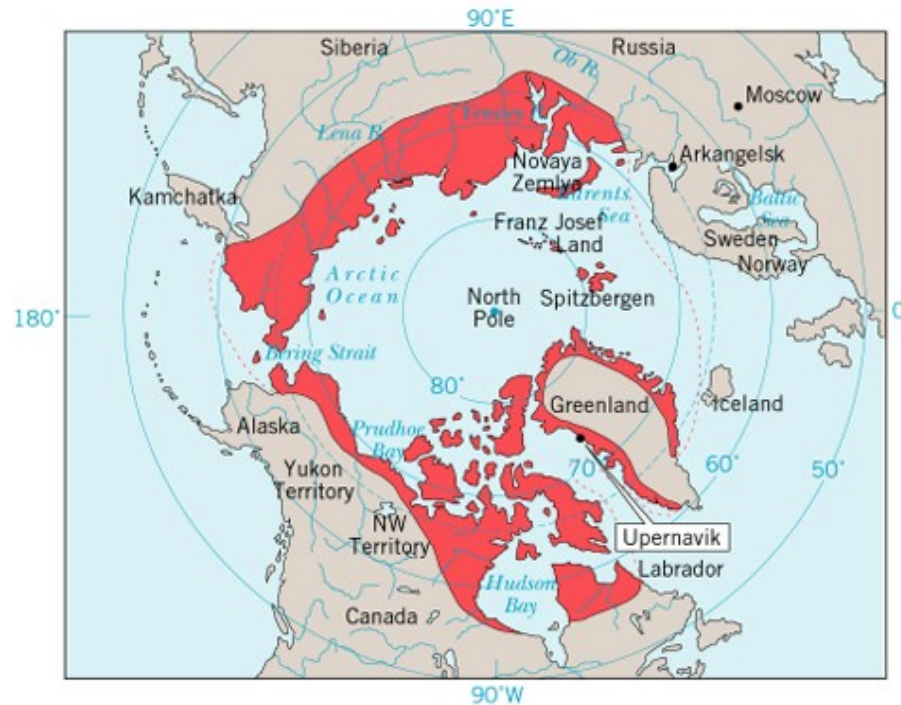 90°E
Siberia
Russia
Ob R.
Moscow
Lena R.
Yenisey R.
Arkangelsk
Novaya
Zemlya
Barents
Sea
Baltic
Sea
Kamchatka
Franz Josef
Land
Sweden
Norway
Arctic
Ocean
North
Pole
Spitzbergen
180°
0
Bering Strait
80°
Greenland
Iceland
Alaska
Prudhoe
Bay
70°
60°
50°
Yukon
Territory
NW
Territory
Upernavik
Labrador
Hudson
Bay
Canada
90°W